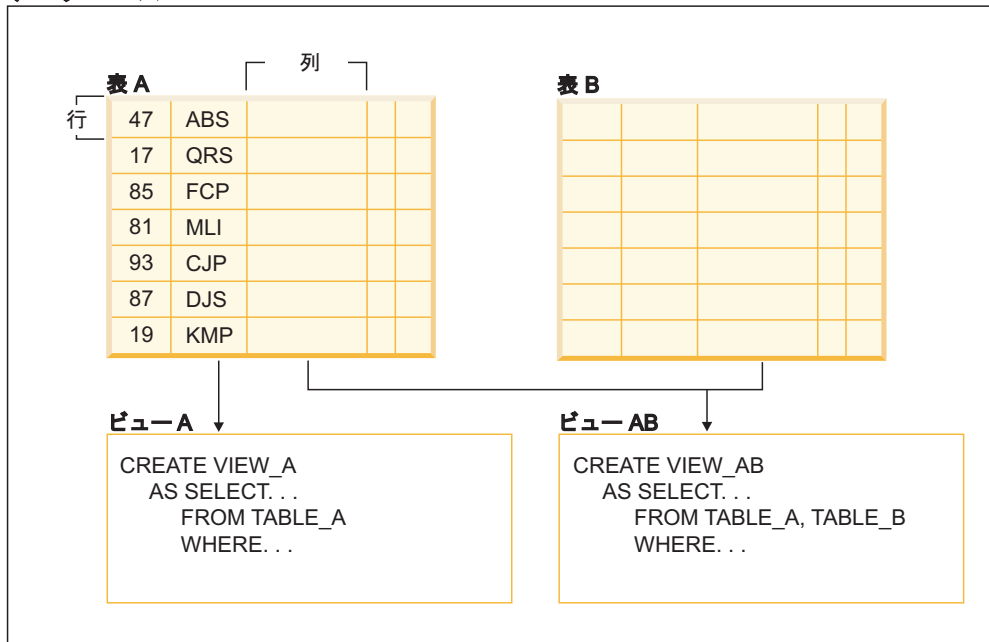 列
表 A
行
47 ABS
17 QRS
85 FCP
81 MLI
93 CJP
87 DJS
19 KMP
表 B
ビュー A
CREATE VIEW_A
AS SELECT. . .
FROM TABLE_A
WHERE. . .
ビュー AB
CREATE VIEW_AB
AS SELECT. . .
FROM TABLE_A, TABLE_B
WHERE. . .